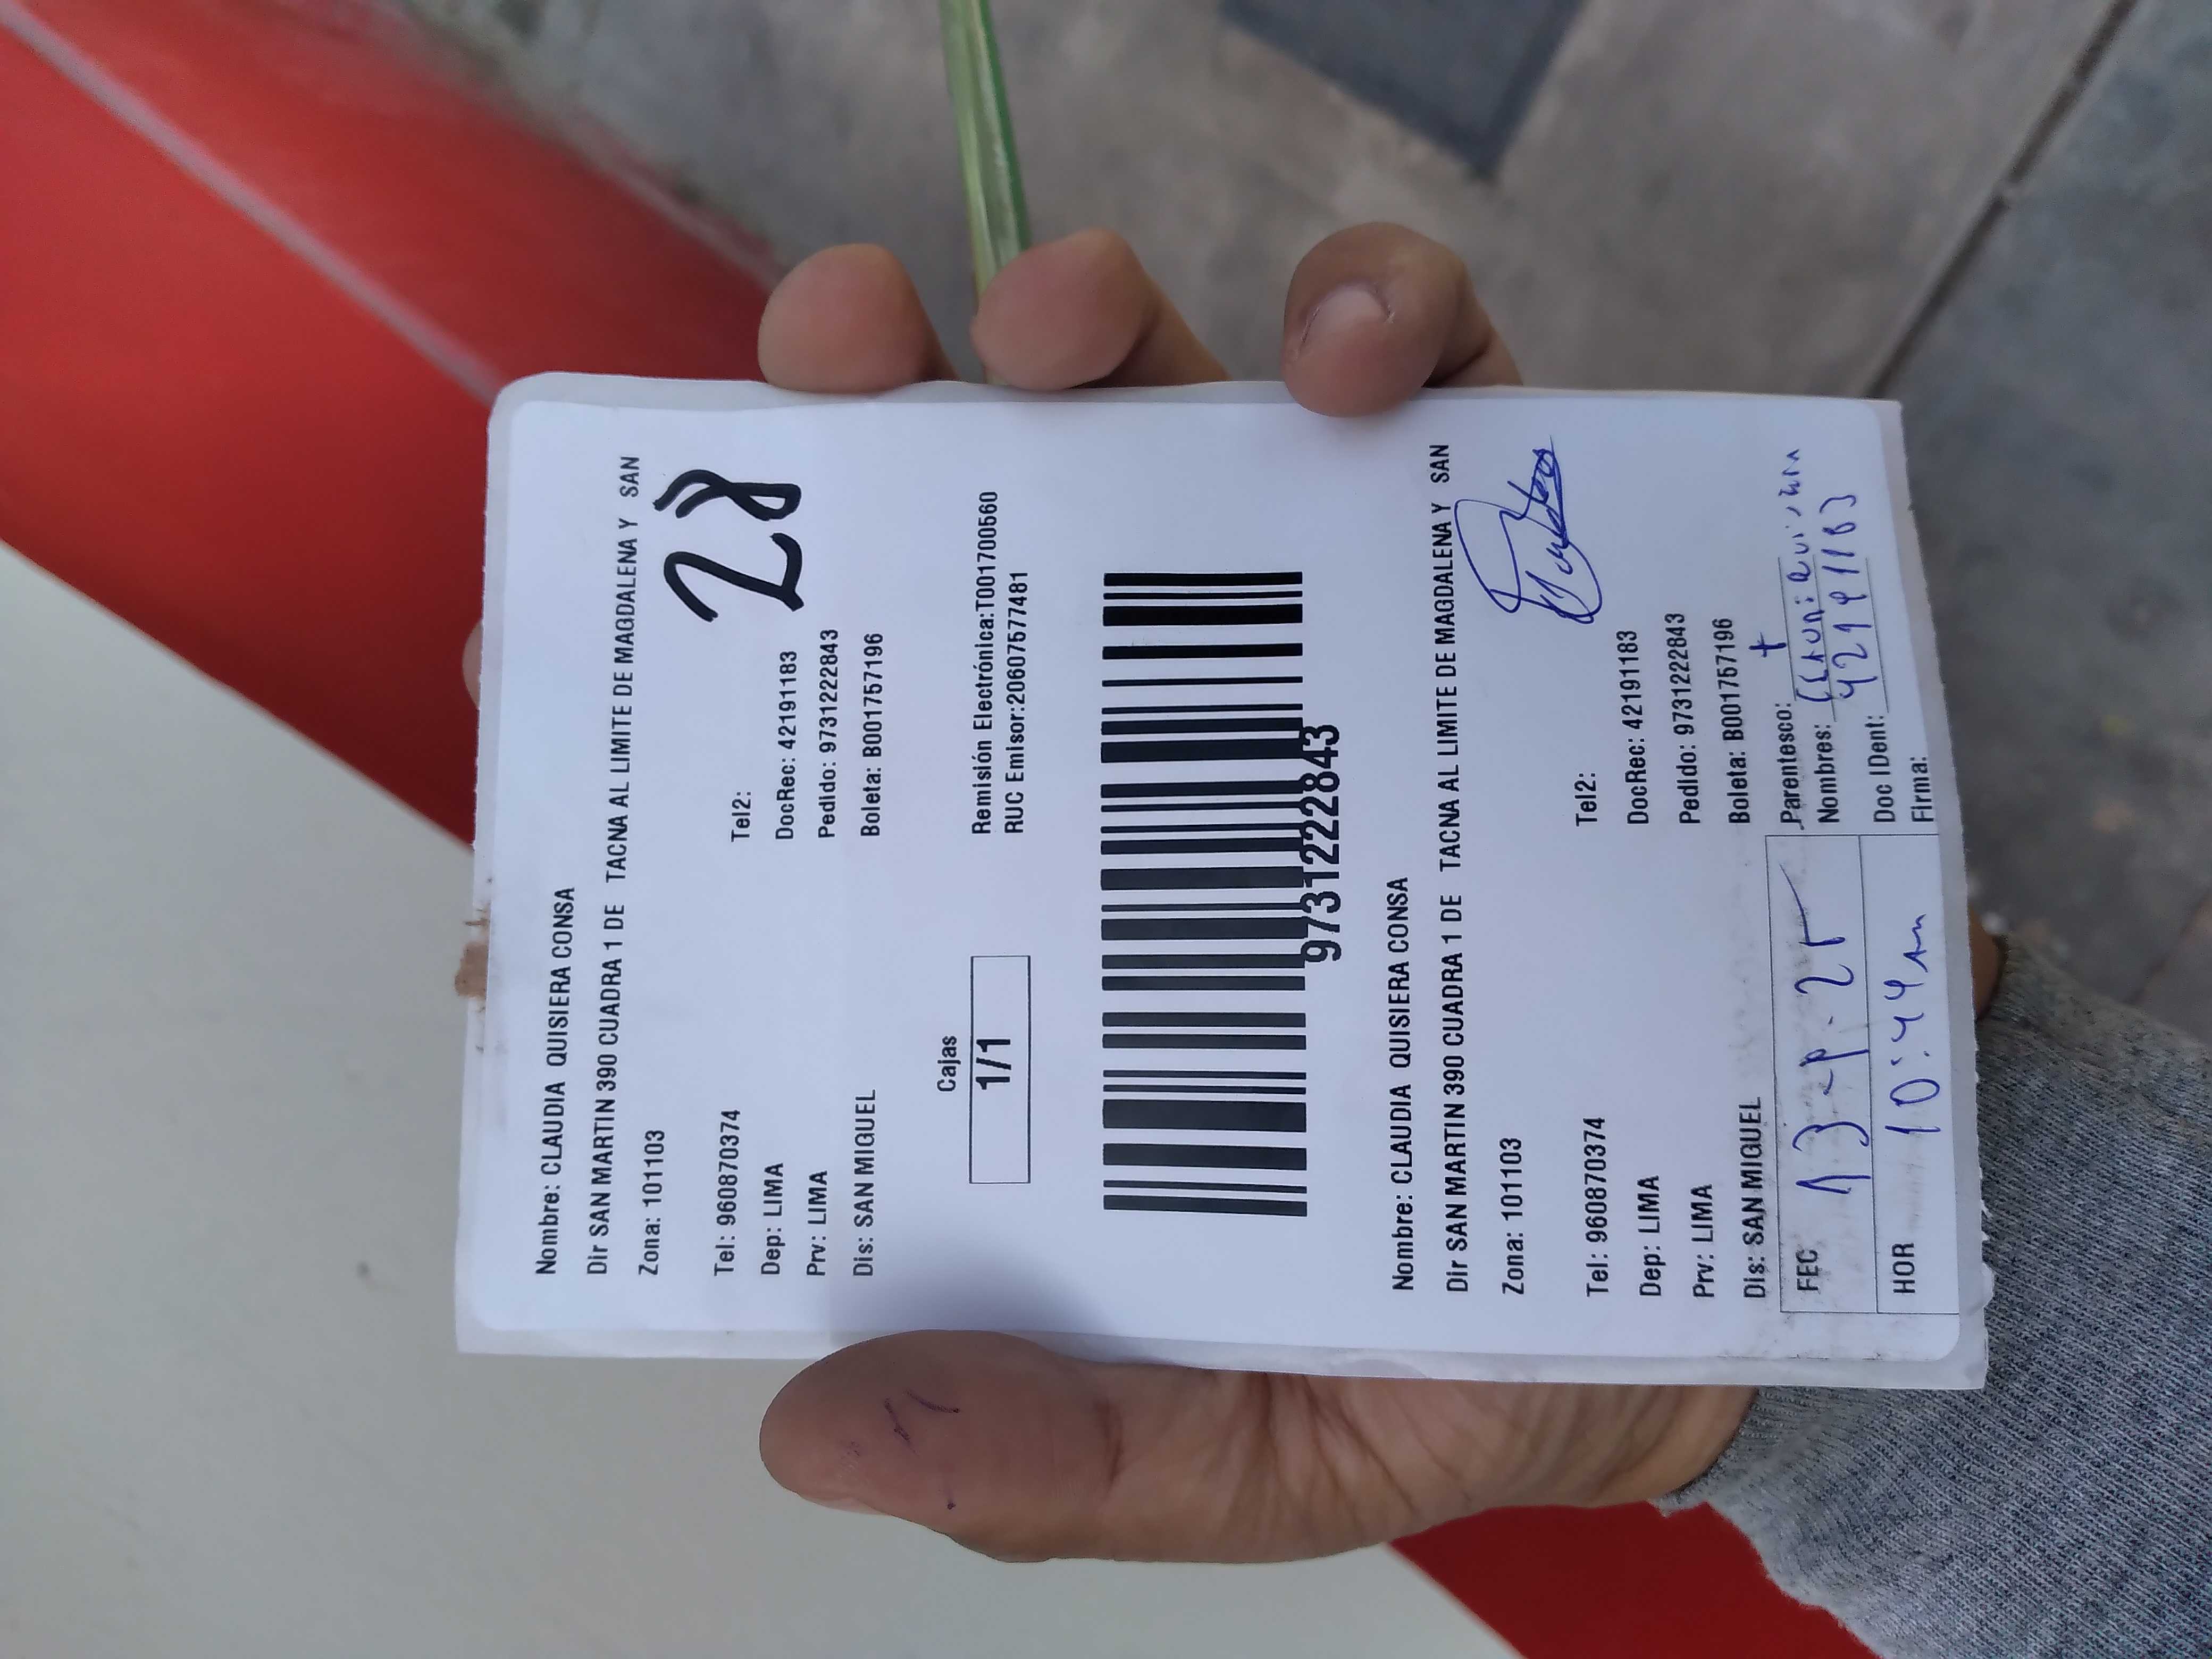 Nombre: CLAUDIA QUISIERA CONSA
Dir SAN MARTIN 390 CUADRA 1 DE TACNA AL LIMITE DE MAGDALENA Y SAN
Zona: 101103
28
Tel: 960870374 Tel2:
Dep: LIMA DocRec: 42191183
Prv: LIMA Pedido: 9731222843
Dis: SAN MIGUEL Boleta: B001757196
Cajas
1/1
Remisión Electrónica:T001700560
RUC Emisor:20607577481
9731222843
Nombre: CLAUDIA QUISIERA CONSA
Dir SAN MARTIN 390 CUADRA 1 DE TACNA AL LIMITE DE MAGDALENA Y SAN
Zona: 101103
Tel: 960870374 Tel2:
Dep: LIMA DocRec: 42191183
Prv: LIMA Pedido: 9731222843
Dis: SAN MIGUEL Boleta: B001757196
FEC Parentesco:
Nombres:
HOR 10:44 Doc IDent: 42191183
Firma: